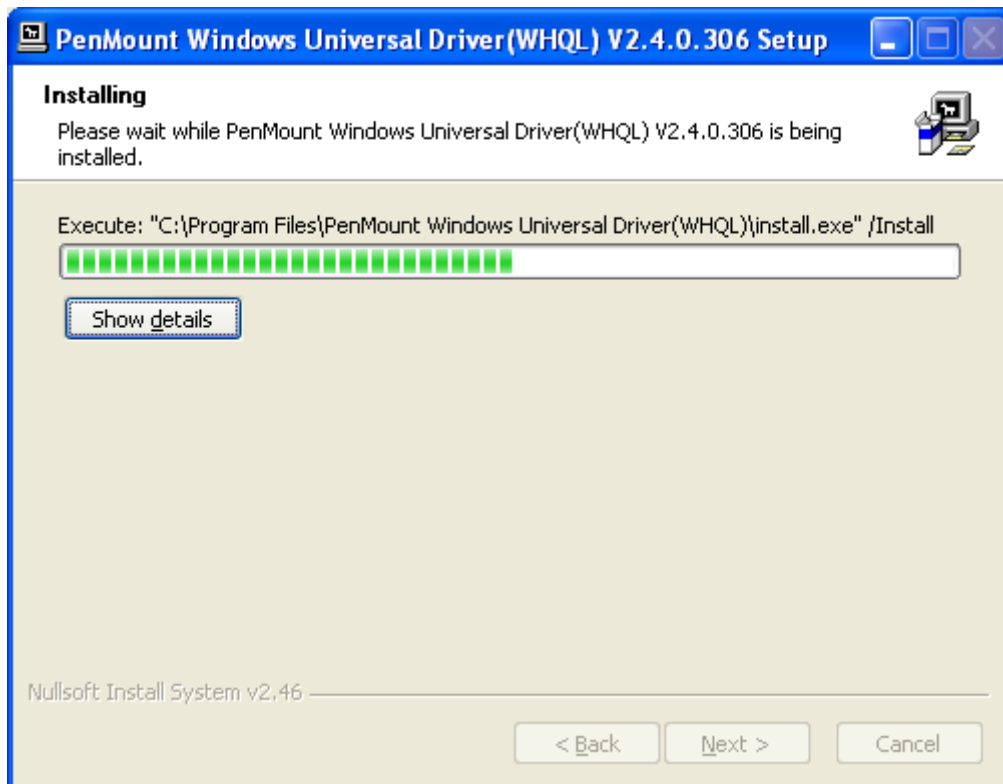 PenMount Windows Universal Driver(WHQL) V2.4.0.306 Setup
Installing
Please wait while PenMount Windows Universal Driver(WHQL) V2.4.0.306 is being
installed.
Execute: "C:\Program Files\PenMount Windows Universal Driver(WHQL)\install.exe" /Install
Show details
Nullsoft Install System v2.46
< Back Next > Cancel